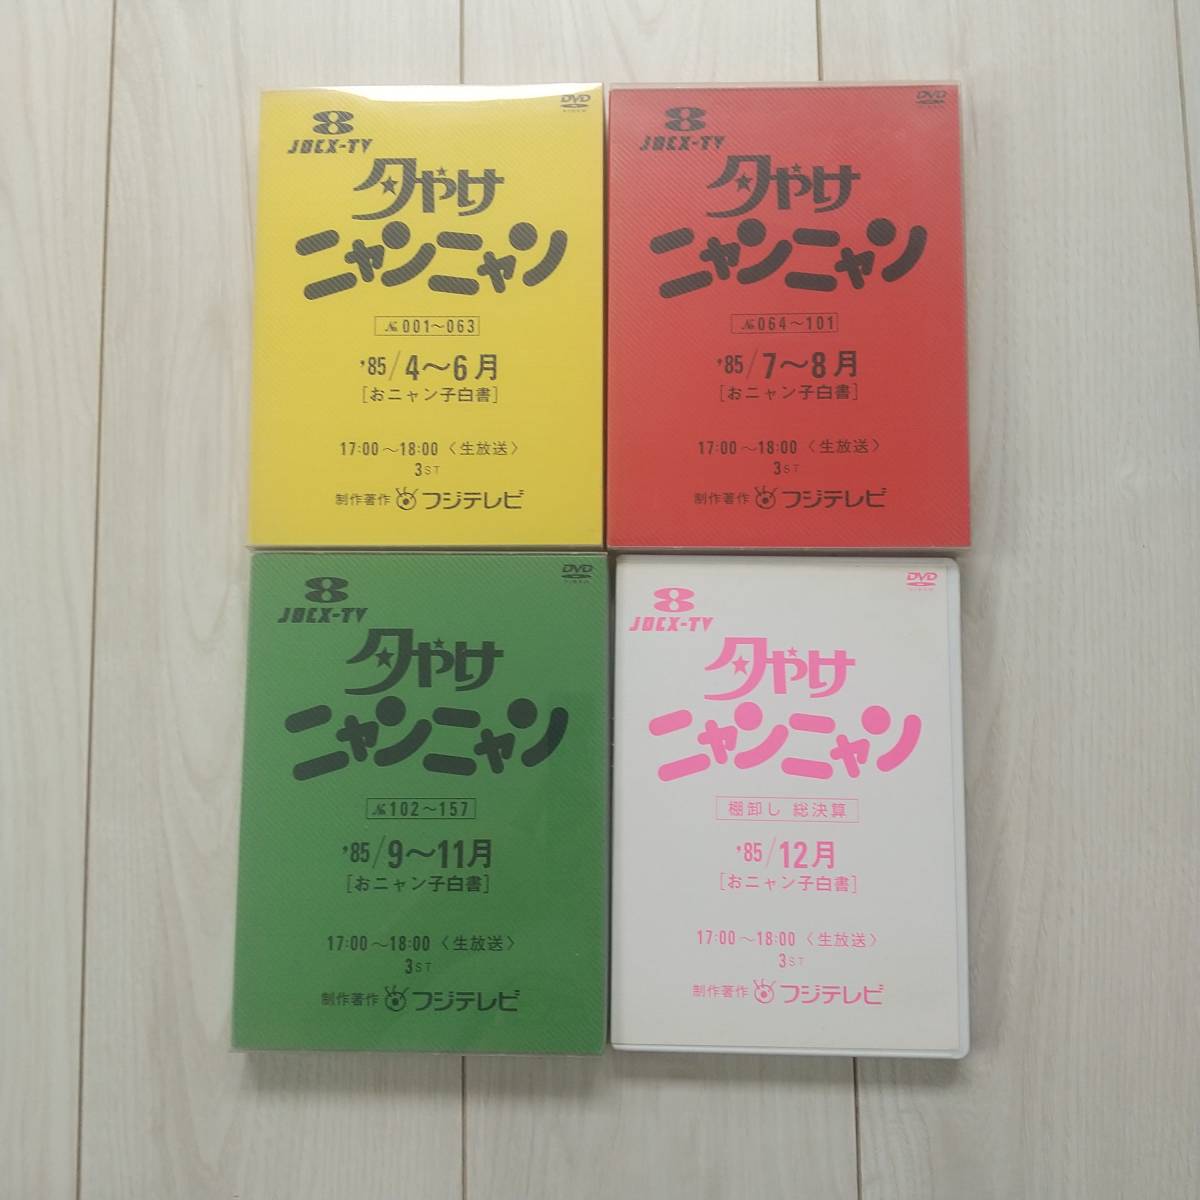 DVD
VIDEO
8
JOCX-TV
夕やけ
ニャンニャン
№001〜063
'85/4〜6月
[おニャン子白書]
17:00〜18:00〈生放送〉
3ST
制作著作 フジテレビ
DVD
VIDEO
8
JOCX-TV
夕やけ
ニャンニャン
№064〜101
'85/7〜8月
[おニャン子白書]
17:00〜18:00〈生放送〉
3ST
制作著作 フジテレビ
DVD
VIDEO
8
JOCX-TV
夕やけ
ニャンニャン
№102〜157
'85/9〜11月
[おニャン子白書]
17:00〜18:00〈生放送〉
3ST
制作著作 フジテレビ
DVD
VIDEO
8
JOCX-TV
夕やけ
ニャンニャン
棚卸し 総決算
'85/12月
[おニャン子白書]
17:00〜18:00〈生放送〉
3ST
制作著作 フジテレビ